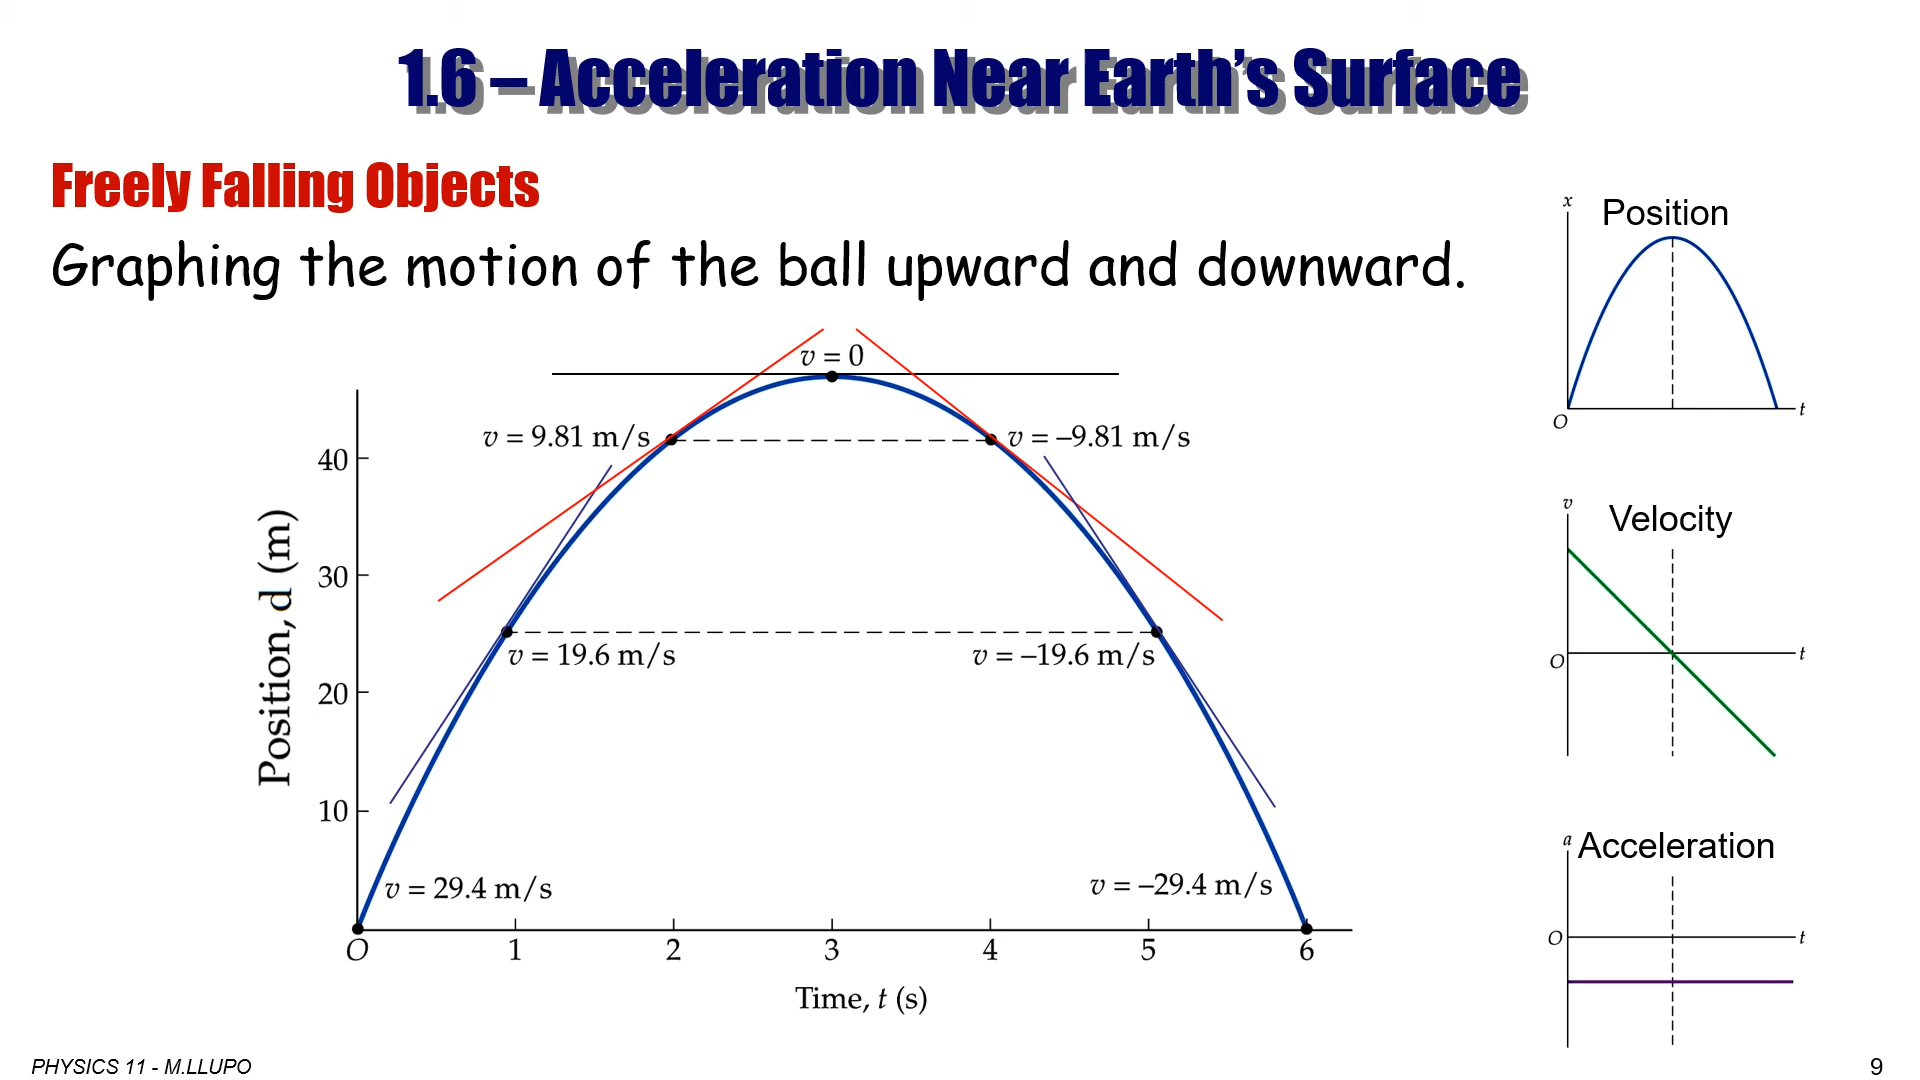 1.6 – Acceleration Near Earth’s Surface
Freely Falling Objects
Graphing the motion of the ball upward and downward.
v = 0
v = 9.81 m/s
v = –9.81 m/s
v = 19.6 m/s
v = –19.6 m/s
v = 29.4 m/s
v = –29.4 m/s
Position, d (m)
40
30
20
10
O 1 2 3 4 5 6
Time, t (s)
x
Position
O
t
v
Velocity
O
t
a
Acceleration
O
t
PHYSICS 11 - M.LLUPO
9